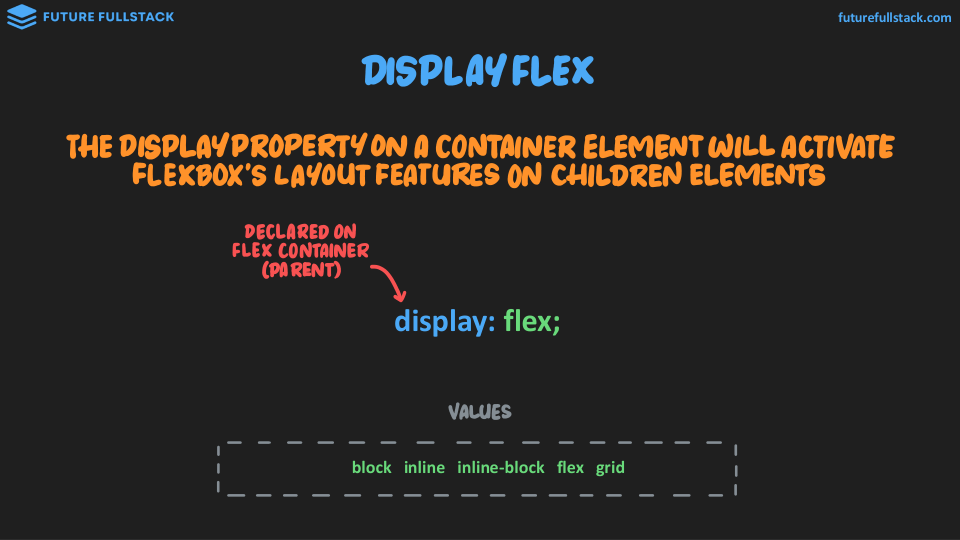 FUTURE FULLSTACK
futurefullstack.com
DISPLAY FLEX
THE DISPLAY PROPERTY ON A CONTAINER ELEMENT WILL ACTIVATE
FLEXBOX'S LAYOUT FEATURES ON CHILDREN ELEMENTS
DECLARED ON
FLEX CONTAINER
(PARENT)
display: flex;
VALUES
block inline inline-block flex grid